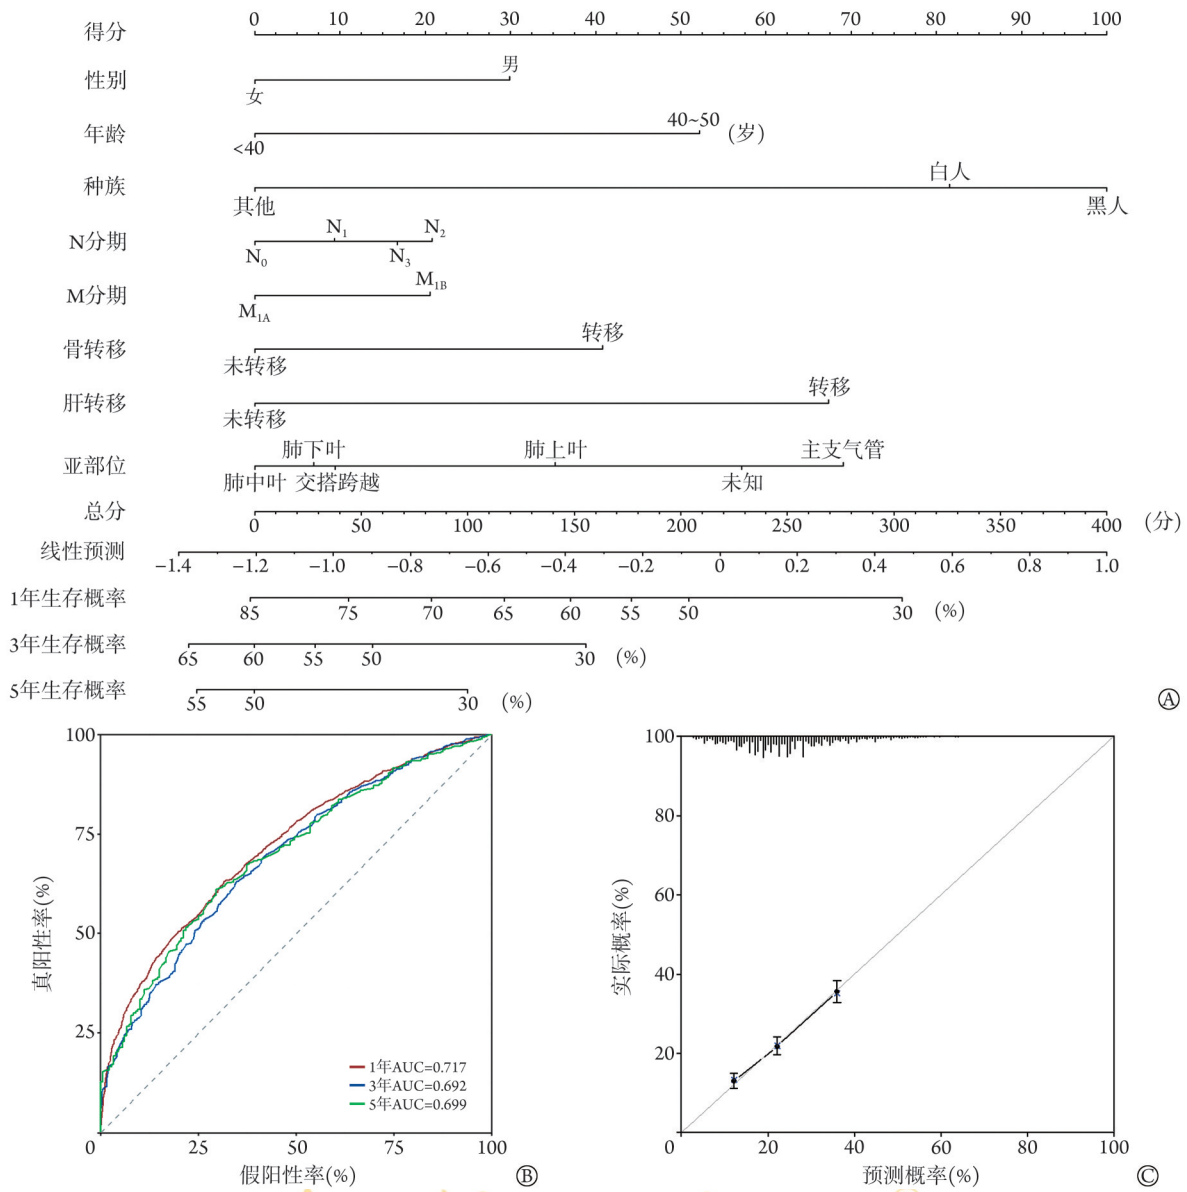 得分 0 10 20 30 40 50 60 70 80 90 100
性别 女 男
年龄 <40 40~50 (岁)
种族 其他 白人 黑人
N分期 N₀ N₁ N₃ N₂
M分期 M₁A M₁B
骨转移 未转移 转移
肝转移 未转移 转移
亚部位 肺中叶 肺下叶 交搭跨越 肺上叶 未知 主支气管
总分 0 50 100 150 200 250 300 350 400 (分)
线性预测 −1.4 −1.2 −1.0 −0.8 −0.6 −0.4 −0.2 0 0.2 0.4 0.6 0.8 1.0
1年生存概率 85 75 70 65 60 55 50 30 (%)
3年生存概率 65 60 55 50 30 (%)
5年生存概率 55 50 30 (%)
Ⓐ
100
75
50
25
0 25 50 75 100
真阳性率(%)
假阳性率(%)
1年AUC=0.717
3年AUC=0.692
5年AUC=0.699
Ⓑ
100
80
60
40
20
0 20 40 60 80 100
实际概率(%)
预测概率(%)
Ⓒ